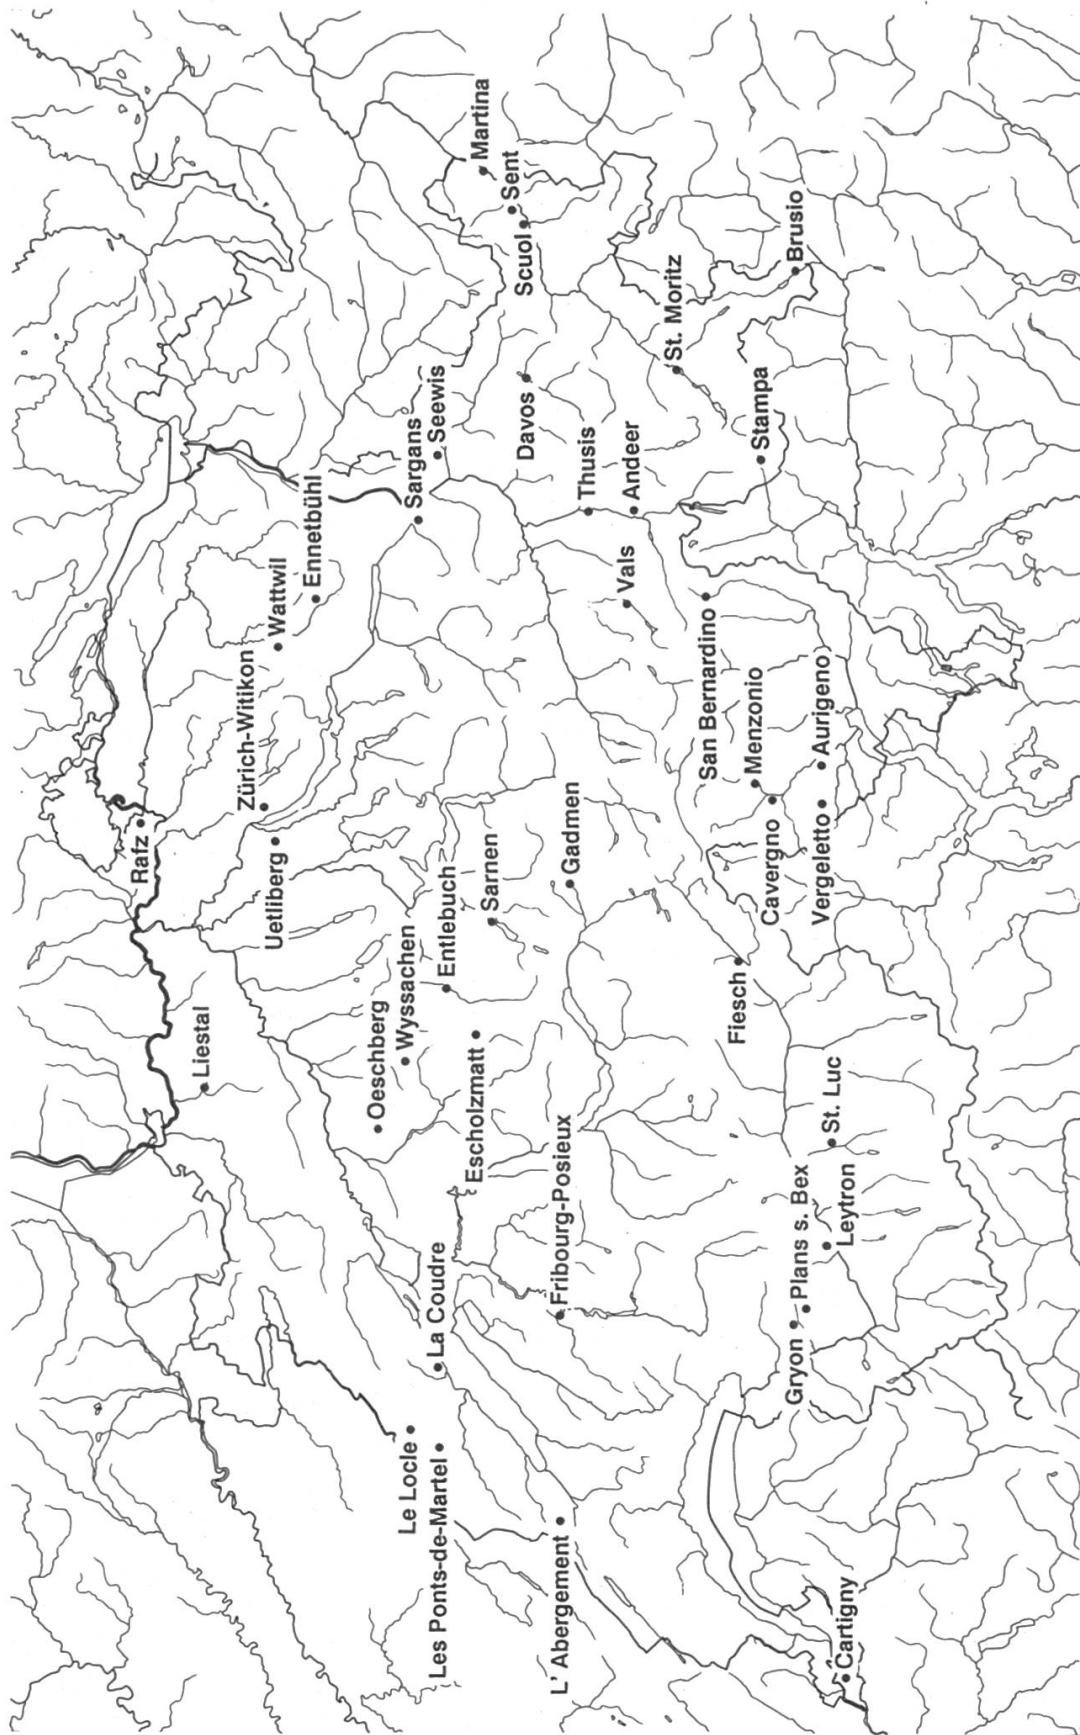 Rafz
Liestal
Zürich-Witikon
Uetliberg
Wattwil
Ennetbühl
Sargans
Seewis
Martina
Sent
Scuol
Davos
Oeschberg
Wyssachen
Entlebuch
Sarnen
Escholzmatt
Gadmen
Thusis
Andeer
Vals
St. Moritz
Brusio
Stampa
San Bernardino
Menzonio
Aurigeno
Cavergno
Vergeletto
Fiesch
St. Luc
Plans s. Bex
Leytron
Gryon
Fribourg-Posieux
La Coudre
Le Locle
Les Ponts-de-Martel
L' Abergement
Cartigny